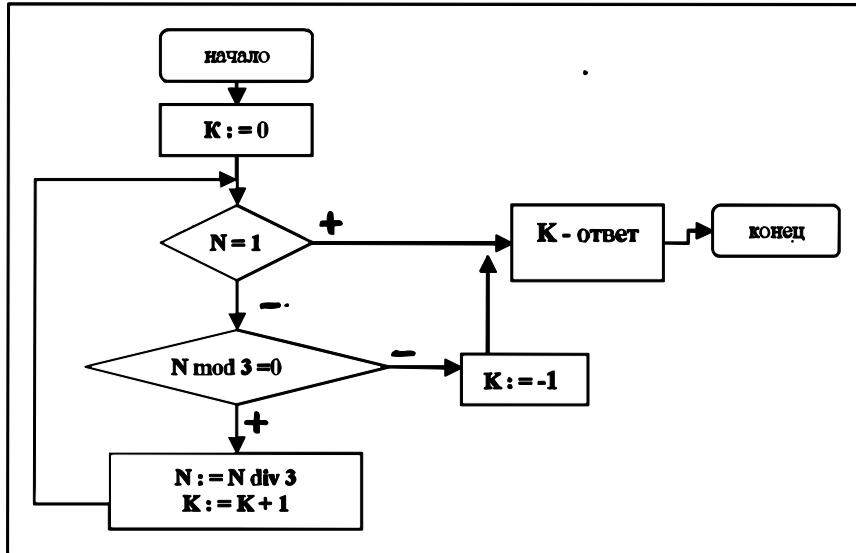 начало
K := 0
N = 1
+
−
K - ответ
конец
N mod 3 =0
−
K := -1
+
N := N div 3
K := K + 1